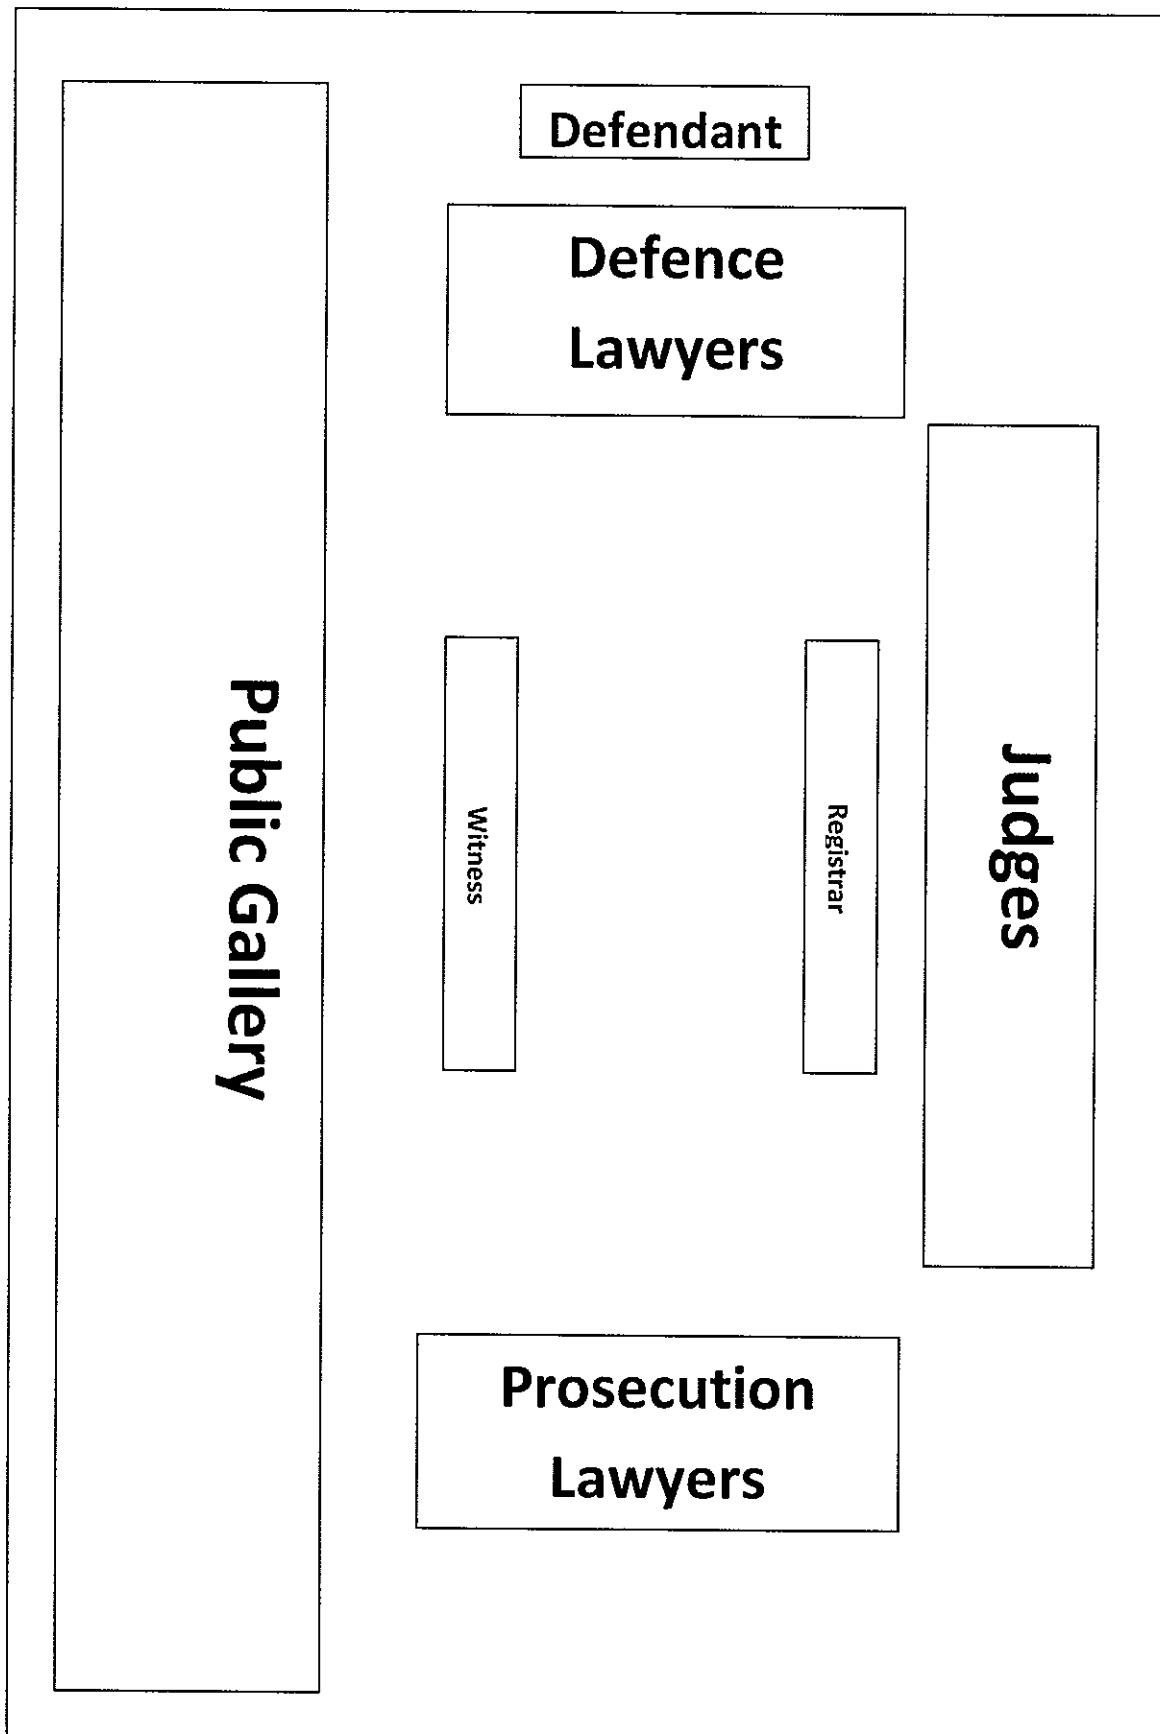 Defendant
Defence
Lawyers
Judges
Registrar
Witness
Public Gallery
Prosecution
Lawyers